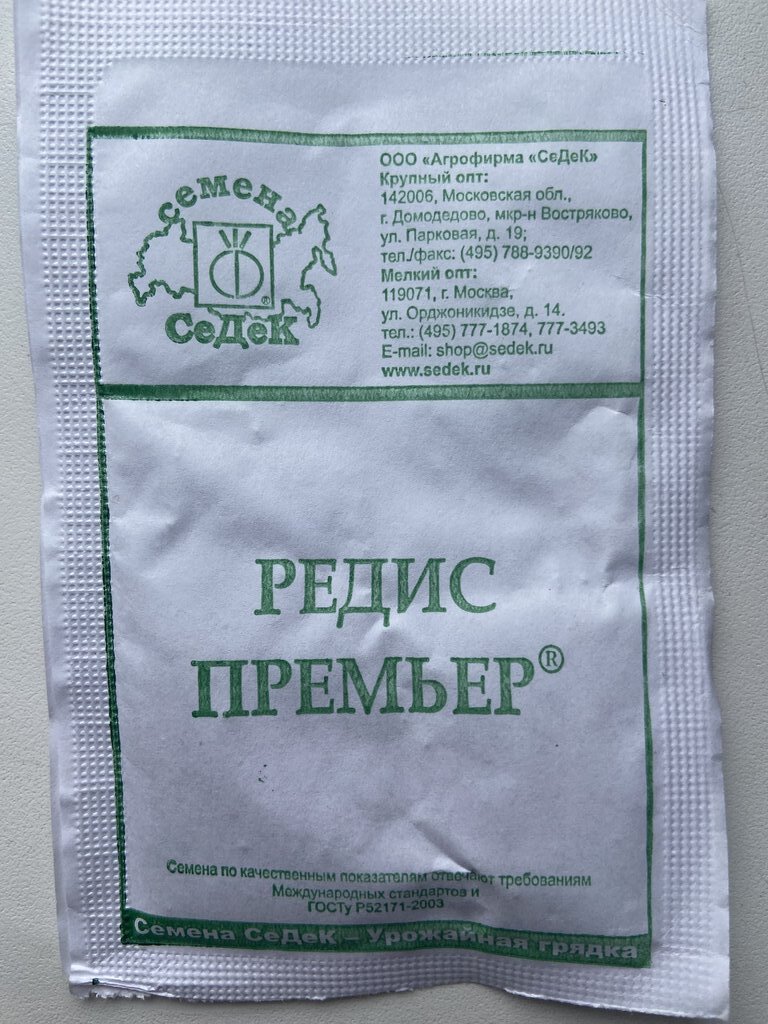 семена
СеДеК
®
ООО «Агрофирма «СеДеК»
Крупный опт:
142006, Московская обл.,
г. Домодедово, мкр-н Востряково,
ул. Парковая, д. 19;
тел./факс: (495) 788-9390/92
Мелкий опт:
119071, г. Москва,
ул. Орджоникидзе, д. 14.
тел.: (495) 777-1874, 777-3493
E-mail: shop@sedek.ru
www.sedek.ru
РЕДИС
ПРЕМЬЕР®
Семена по качественным показателям отвечают требованиям
Международных стандартов и
ГОСТу Р52171-2003
Семена СеДеК – Урожайная грядка